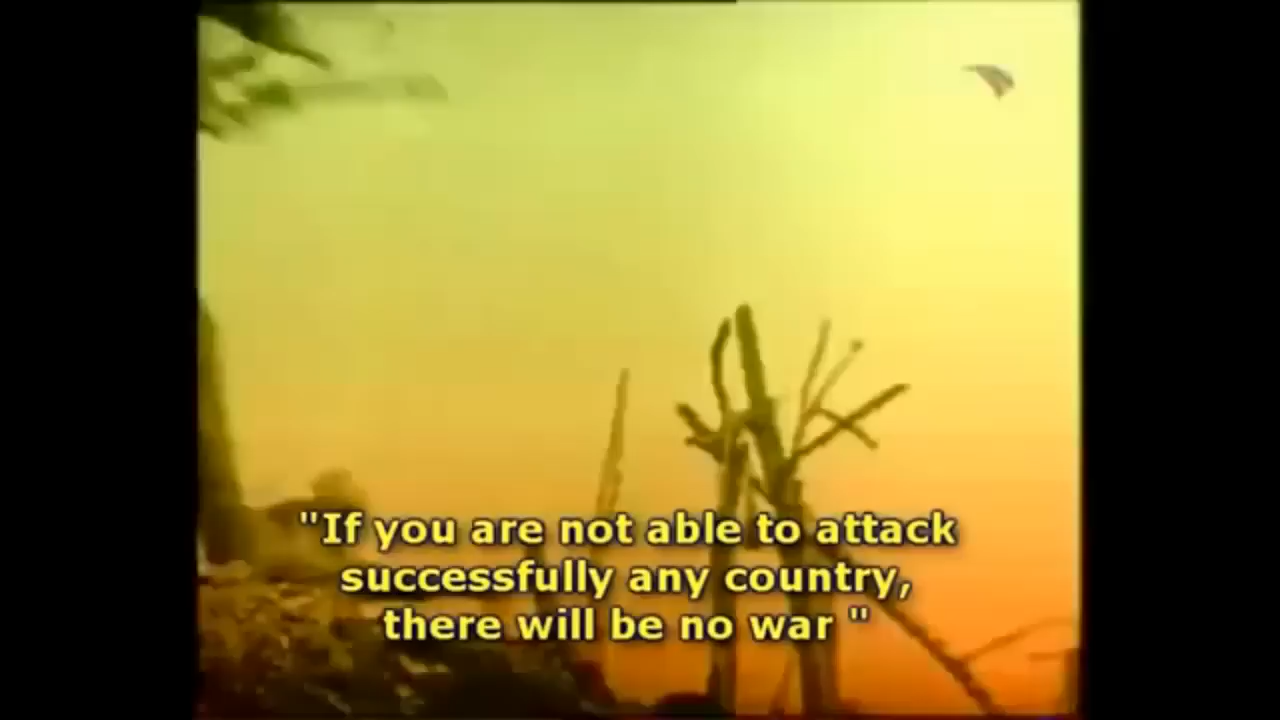 "If you are not able to attack
successfully any country,
there will be no war "